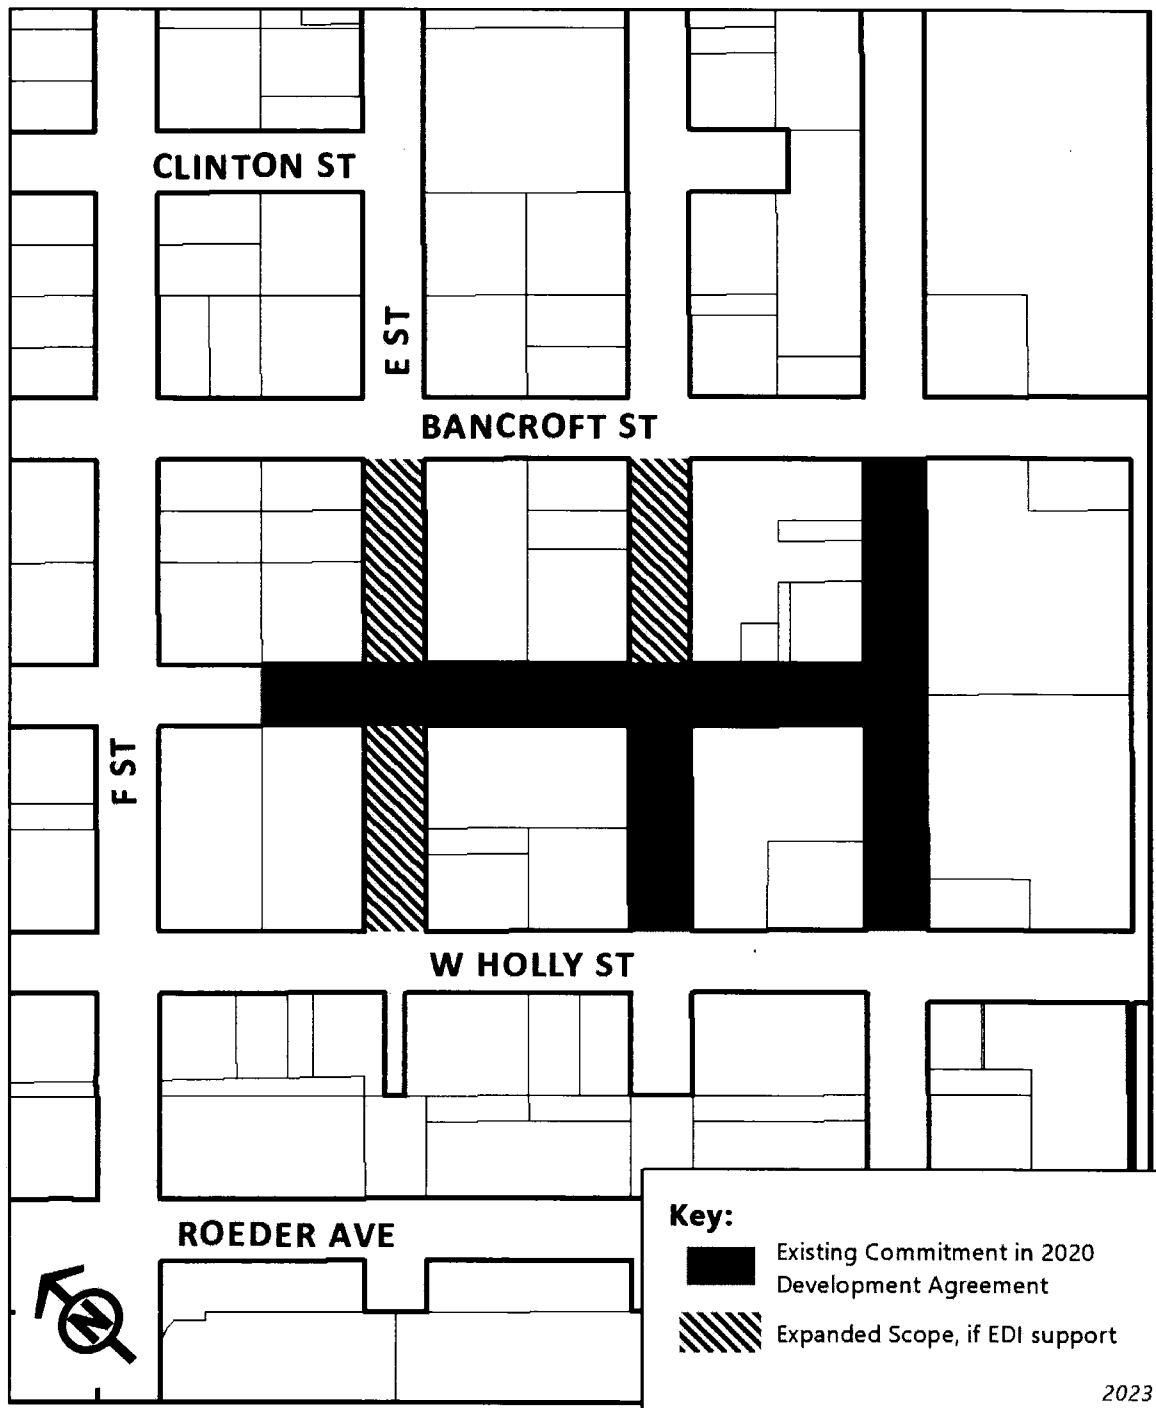 CLINTON ST
E ST
BANCROFT ST
F ST
W HOLLY ST
ROEDER AVE
N
Key:
Existing Commitment in 2020
Development Agreement
Expanded Scope, if EDI support
2023